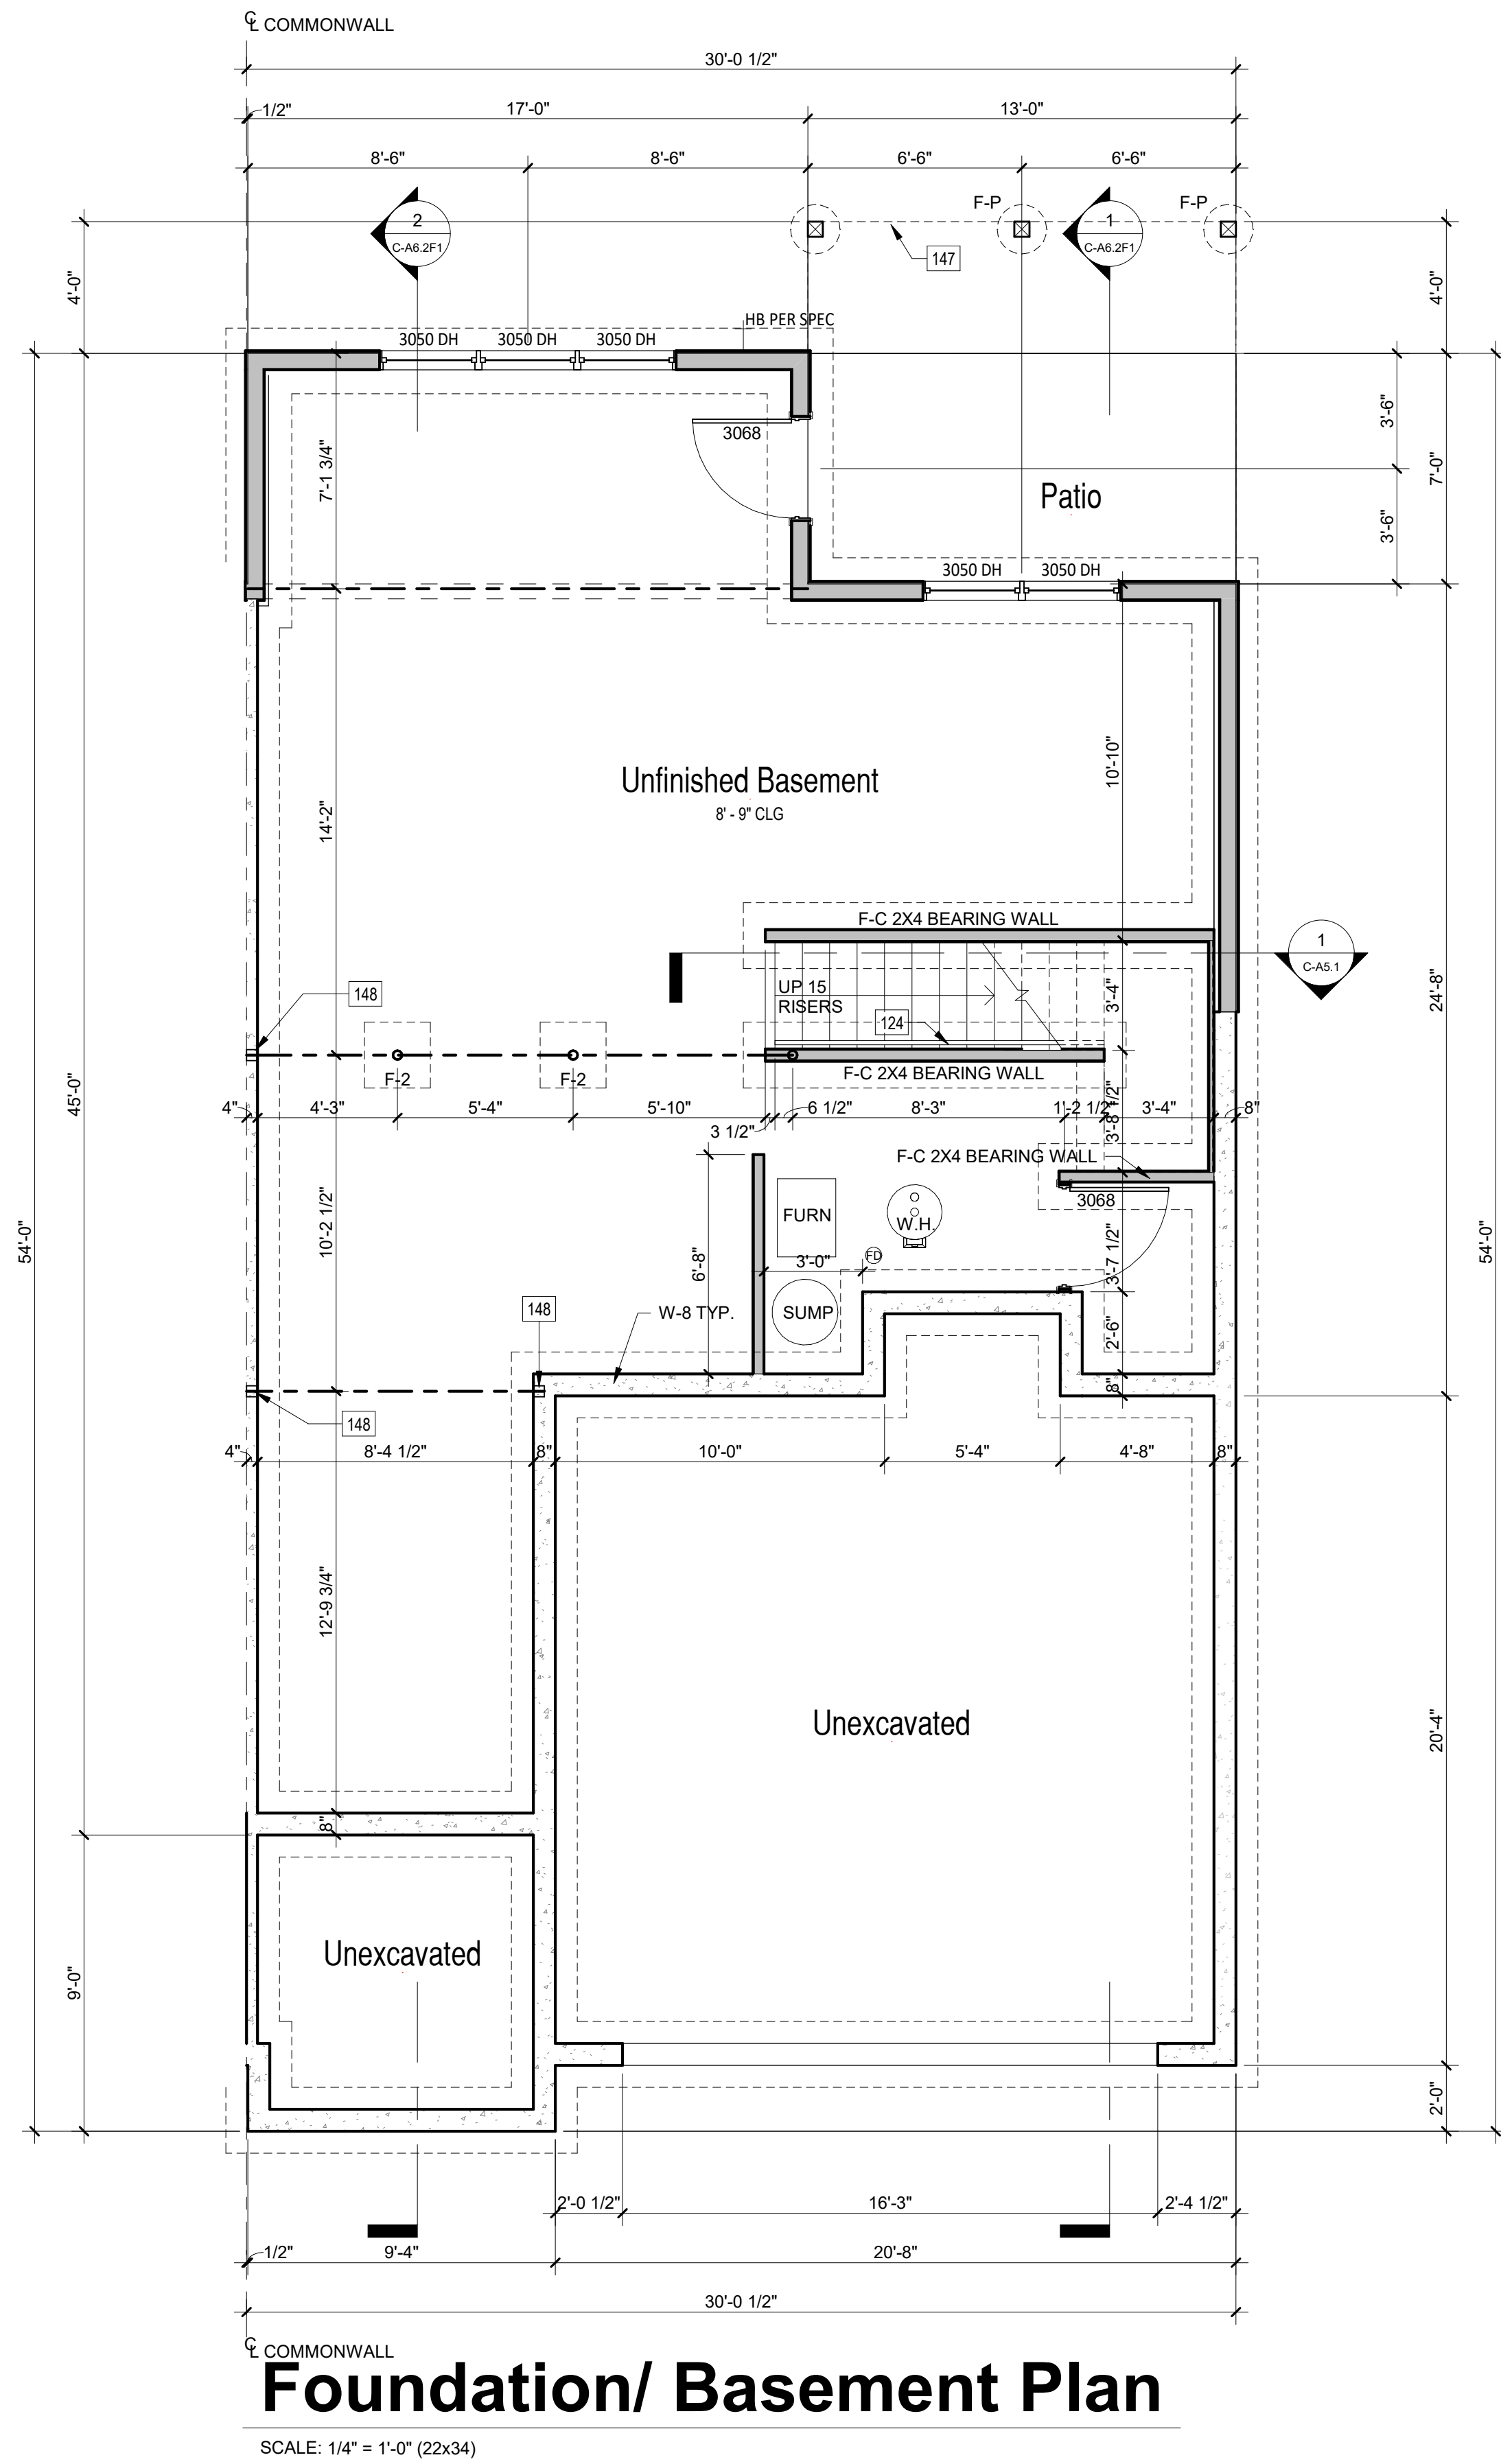 ℄ COMMONWALL
30'-0 1/2"
1/2"
17'-0"
13'-0"
8'-6"
8'-6"
6'-6"
6'-6"
2
C-A6.2F1
F-P
1
C-A6.2F1
F-P
147
4'-0"
4'-0"
HB PER SPEC
3050 DH
3050 DH
3050 DH
3068
7'-1 3/4"
Patio
3'-6"
3'-6"
7'-0"
3050 DH
3050 DH
Unfinished Basement
8' - 9" CLG
14'-2"
10'-10"
F-C 2X4 BEARING WALL
1
C-A5.1
UP 15
RISERS
124
3'-4"
148
24'-8"
F-2
F-2
F-C 2X4 BEARING WALL
45'-0"
4"
4'-3"
5'-4"
5'-10"
3 1/2"
6 1/2"
8'-3"
1'-2 1/2"
3'-8 1/2"
3'-4"
8"
F-C 2X4 BEARING WALL
3068
FURN
W.H.
FD
3'-0"
6'-8"
10'-2 1/2"
3'-7 1/2"
54'-0"
54'-0"
148
W-8 TYP.
SUMP
2'-6"
8"
148
4"
8'-4 1/2"
8"
10'-0"
5'-4"
4'-8"
8"
12'-9 3/4"
Unexcavated
20'-4"
8"
Unexcavated
9'-0"
2'-0"
2'-0 1/2"
16'-3"
2'-4 1/2"
1/2"
9'-4"
20'-8"
30'-0 1/2"
℄ COMMONWALL
Foundation/ Basement Plan
SCALE: 1/4" = 1'-0" (22x34)